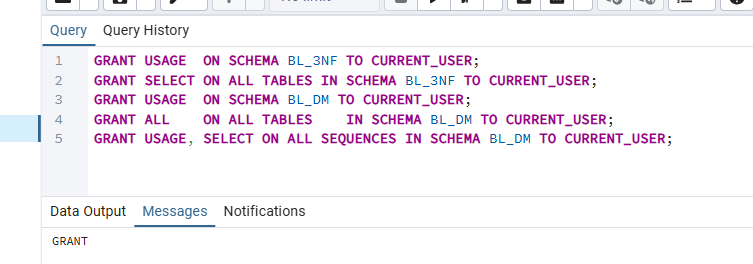 Query Query History
1 GRANT USAGE  ON SCHEMA BL_3NF TO CURRENT_USER;
2 GRANT SELECT ON ALL TABLES IN SCHEMA BL_3NF TO CURRENT_USER;
3 GRANT USAGE  ON SCHEMA BL_DM TO CURRENT_USER;
4 GRANT ALL    ON ALL TABLES    IN SCHEMA BL_DM TO CURRENT_USER;
5 GRANT USAGE, SELECT ON ALL SEQUENCES IN SCHEMA BL_DM TO CURRENT_USER;
Data Output Messages Notifications
GRANT